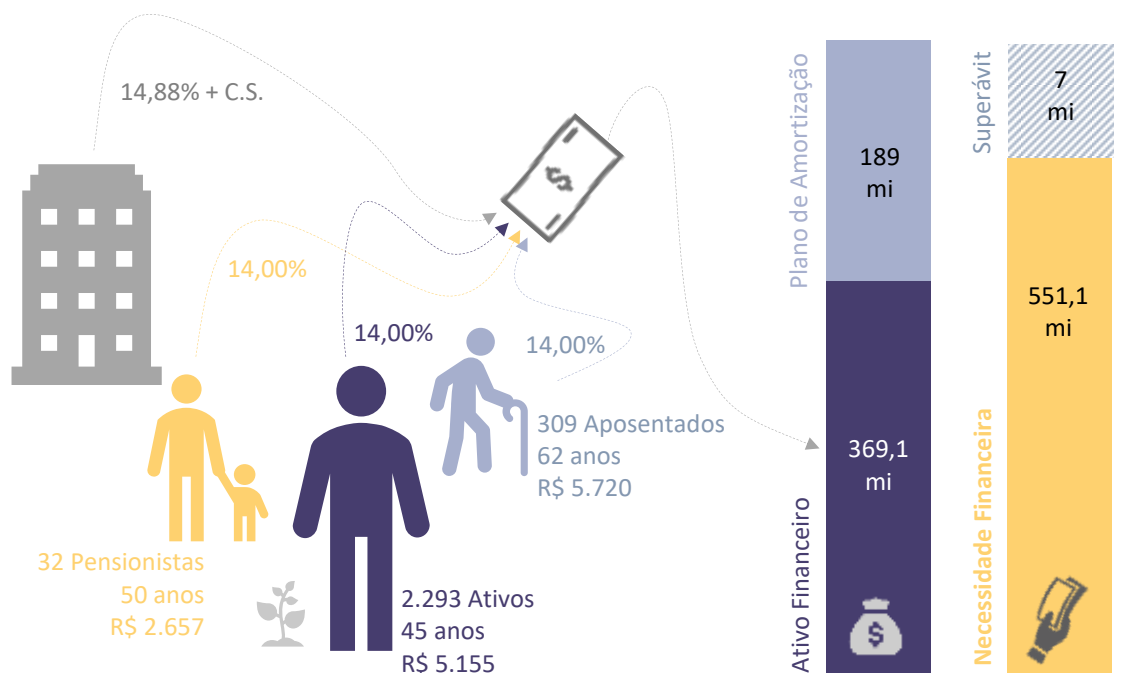 14,88% + C.S.
14,00%
14,00%
14,00%
309 Aposentados
62 anos
R$ 5.720
32 Pensionistas
50 anos
R$ 2.657
2.293 Ativos
45 anos
R$ 5.155
Plano de Amortização
189
mi
Ativo Financeiro
369,1
mi
$
$
Superávit
7
mi
Necessidade Financeira
551,1
mi